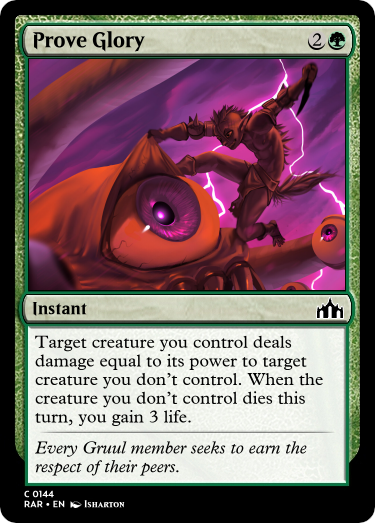 Prove Glory 2
Instant
Target creature you control deals
damage equal to its power to target
creature you don't control. When the
creature you don't control dies this
turn, you gain 3 life.
Every Gruul member seeks to earn the
respect of their peers.
C 0144
RAR • EN Isharton